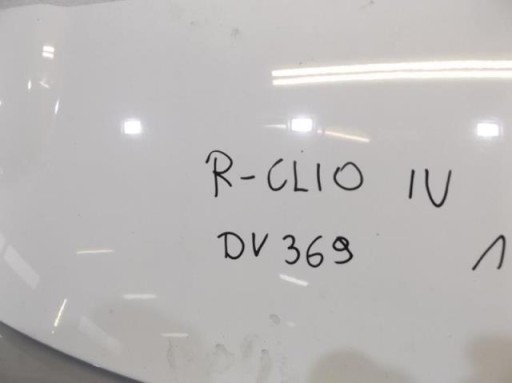 R-CLIO IV
DV 369 1